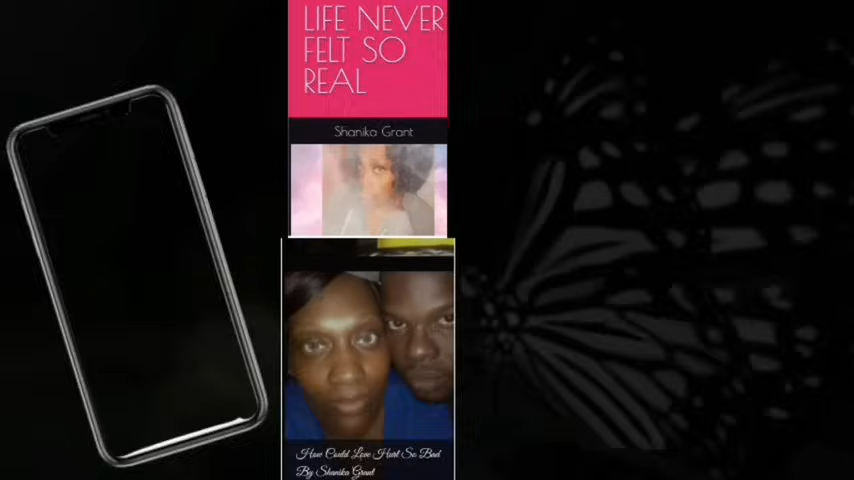 LIFE NEVER
FELT SO
REAL
Shanika Grant
How Could Love Hurt So Bad
By Shanika Grant